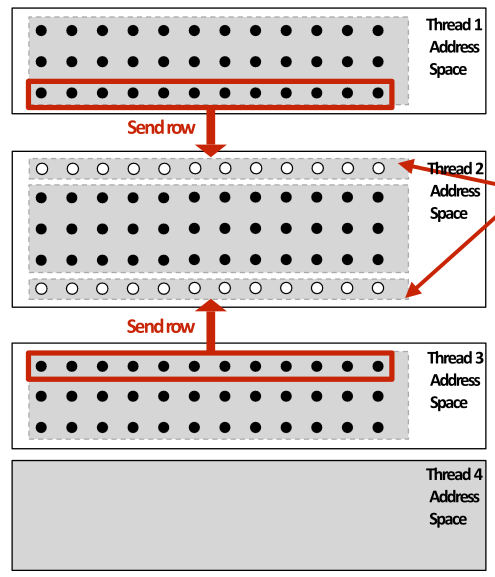 Thread 1
Address
Space
Send row
Thread 2
Address
Space
Send row
Thread 3
Address
Space
Thread 4
Address
Space